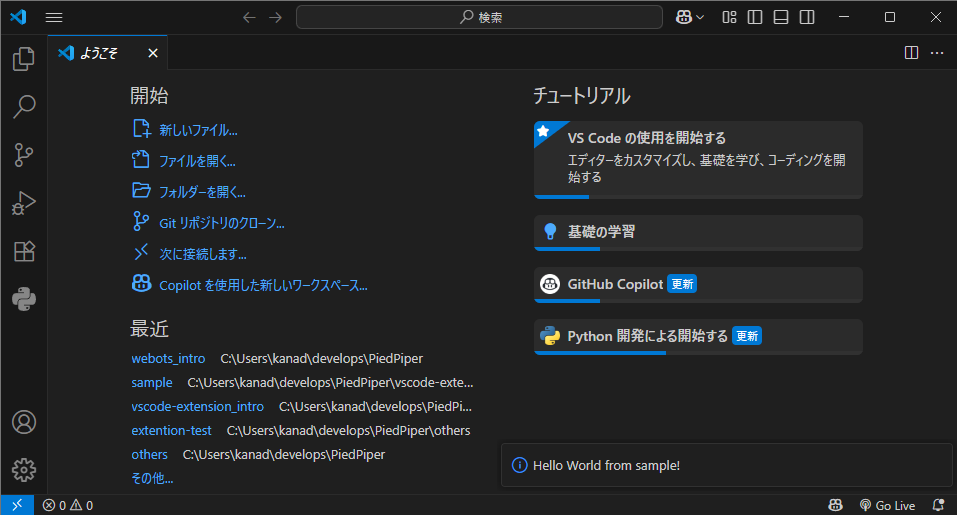 検索
ようこそ
開始
新しいファイル...
ファイルを開く...
フォルダーを開く...
Git リポジトリのクローン...
次に接続します...
Copilot を使用した新しいワークスペース...
最近
webots_intro C:\Users\kanad\develops\PiedPiper
sample C:\Users\kanad\develops\PiedPiper\vscode-exte...
vscode-extension_intro C:\Users\kanad\develops\PiedPi...
extention-test C:\Users\kanad\develops\PiedPiper\others
others C:\Users\kanad\develops\PiedPiper
その他...
チュートリアル
VS Code の使用を開始する
エディターをカスタマイズし、基礎を学び、コーディングを開
始する
基礎の学習
GitHub Copilot 更新
Python 開発による開始する 更新
Hello World from sample!
0 0
Go Live